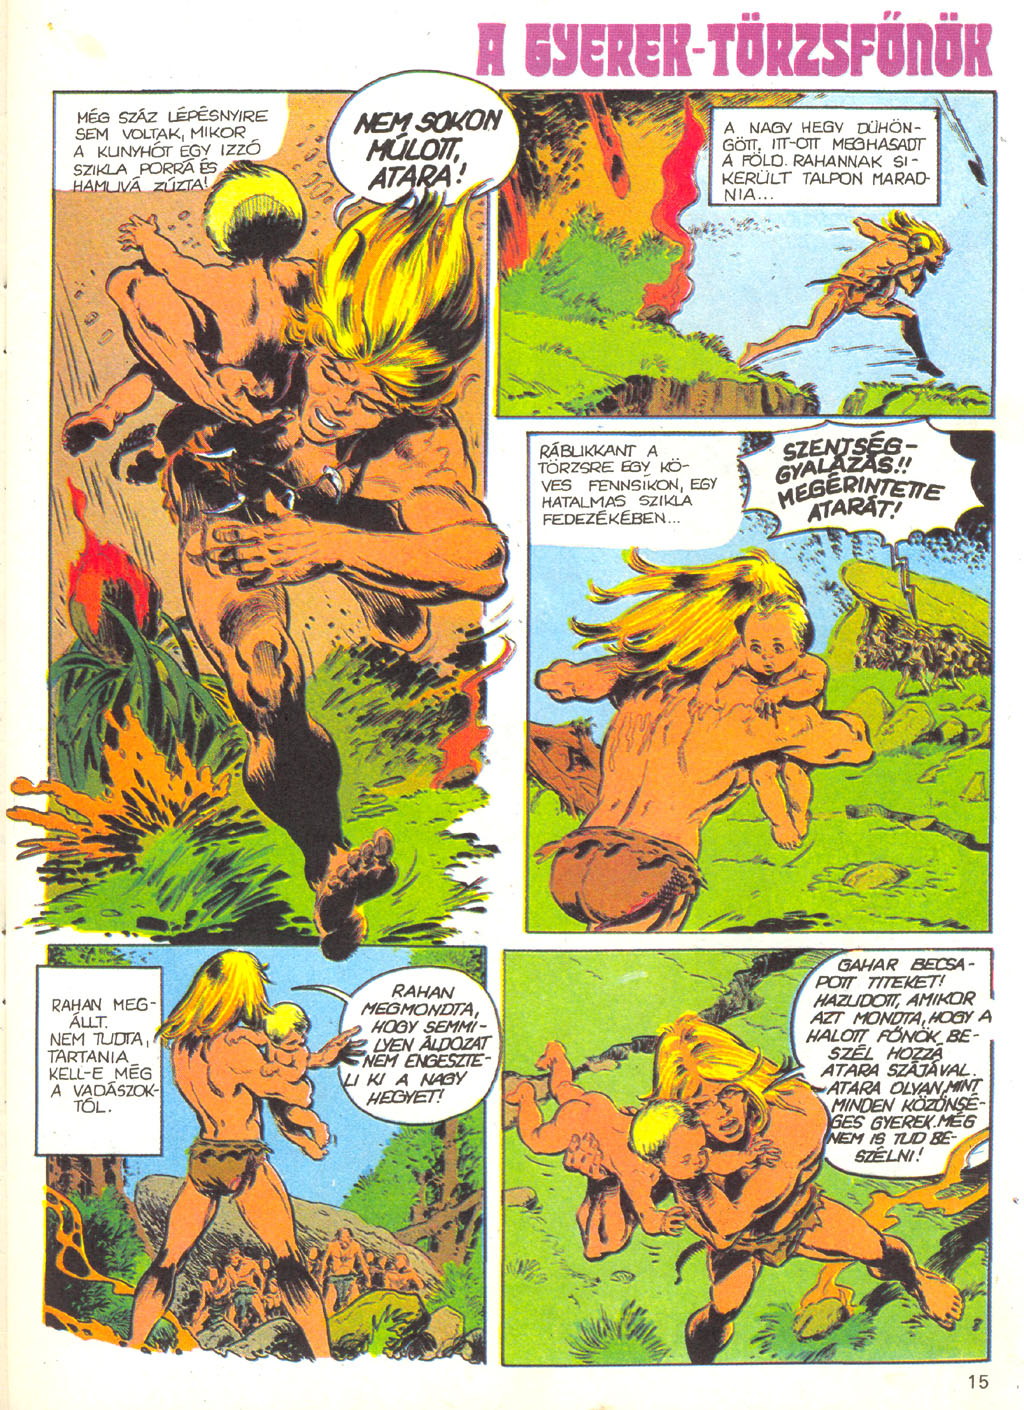 A GYEREK-TÖRZSFŐNÖK
MÉG SZÁZ LÉPÉSNYIRE
SEM VOLTAK, MIKOR
A KUNYHÓT EGY IZZÓ
SZIKLA PORRÁ ÉS
HAMUVÁ ZÚZTA!
NEM SOKON
MÚLOTT,
ATARA!
A NAGY HEGY DÜHÖN-
GÖTT, ITT-OTT MEGHASADT
A FÖLD. RAHANNAK SI-
KERÜLT TALPON MARAD-
NIA...
RÁBUKKANT A
TÖRZSRE EGY KÖ-
VES FENNSIKON, EGY
HATALMAS SZIKLA
FEDEZÉKÉBEN...
SZENTSÉG-
GYALÁZÁS!!
MEGÉRINTETTE
ATARÁT!
RAHAN MEG-
ÁLLT.
NEM TUDTA,
TARTANIA
KELL-E MÉG
A VADÁSZOK-
TÓL.
RAHAN
MEGMONDTA,
HOGY SEMMI-
LYEN ÁLDOZAT
NEM ENGESZTE-
LI KI A NAGY
HEGYET!
GAHAR BECSA-
POTT TITEKET!
HAZUDOTT, AMIKOR
AZT MONDTA, HOGY A
HALOTT FŐNÖK BE-
SZÉL HOZZÁ
ATARA SZÁJÁVAL.
ATARA OLYAN, MINT
MINDEN KÖZÖNSÉ-
GES GYEREK. MÉG
NEM IS TUD BE-
SZÉLNI!
15